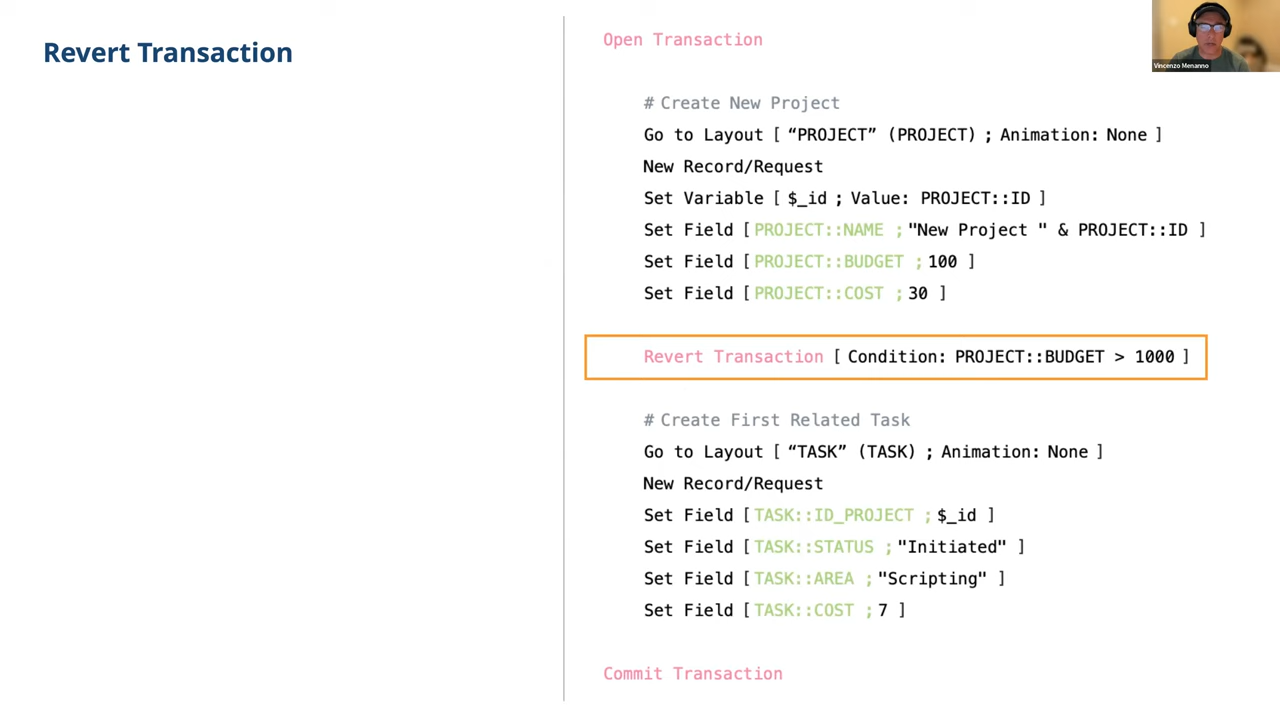 Revert Transaction
Open Transaction
Vincenzo Menanno
# Create New Project
Go to Layout [ “PROJECT” (PROJECT) ; Animation: None ]
New Record/Request
Set Variable [ $_id ; Value: PROJECT::ID ]
Set Field [ PROJECT::NAME ; "New Project " & PROJECT::ID ]
Set Field [ PROJECT::BUDGET ; 100 ]
Set Field [ PROJECT::COST ; 30 ]
Revert Transaction [ Condition: PROJECT::BUDGET > 1000 ]
# Create First Related Task
Go to Layout [ “TASK” (TASK) ; Animation: None ]
New Record/Request
Set Field [ TASK::ID_PROJECT ; $_id ]
Set Field [ TASK::STATUS ; "Initiated" ]
Set Field [ TASK::AREA ; "Scripting" ]
Set Field [ TASK::COST ; 7 ]
Commit Transaction